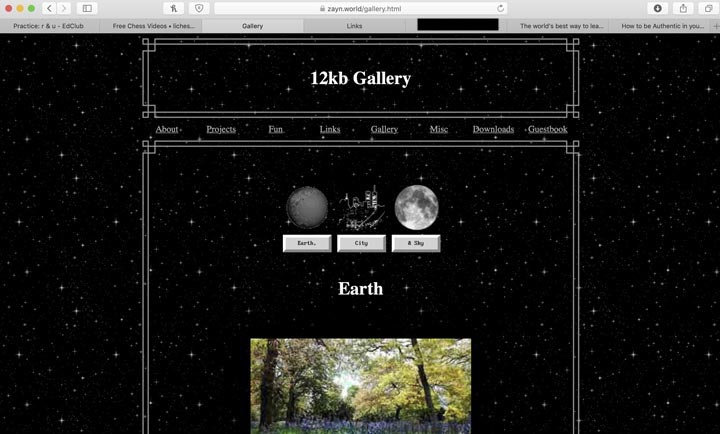 zayn.world/gallery.html
Practice: r & u - EdClub
Free Chess Videos • liches...
Gallery
Links
The world's best way to lea...
How to be Authentic in you...
12kb Gallery
About
Projects
Fun
Links
Gallery
Misc
Downloads
Guestbook
Earth,
City
& Sky
Earth